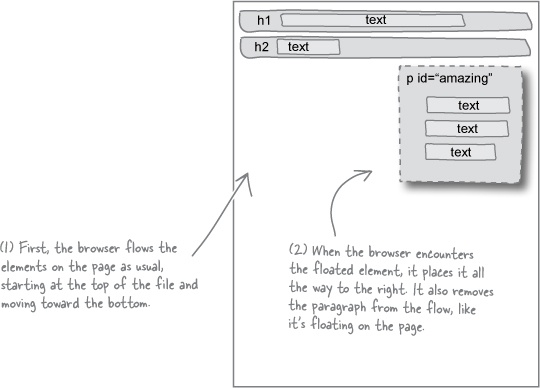 h1 text
h2 text
p id=“amazing”
text
text
text
(1) First, the browser flows the
elements on the page as usual,
starting at the top of the file and
moving toward the bottom.
(2) When the browser encounters
the floated element, it places it all
the way to the right. It also removes
the paragraph from the flow, like
it's floating on the page.